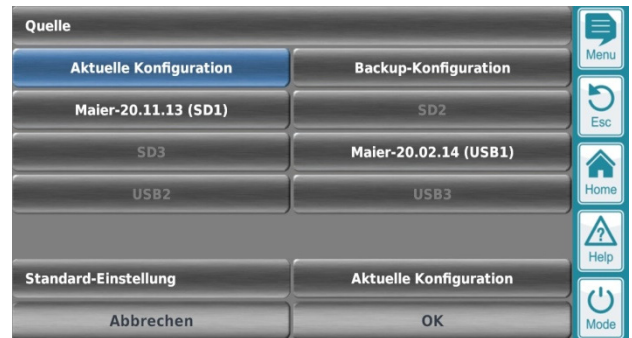 Quelle
Aktuelle Konfiguration
Backup-Konfiguration
Maier-20.11.13 (SD1)
SD2
SD3
Maier-20.02.14 (USB1)
USB2
USB3
Standard-Einstellung
Aktuelle Konfiguration
Abbrechen
OK
Menu
Esc
Home
Help
Mode